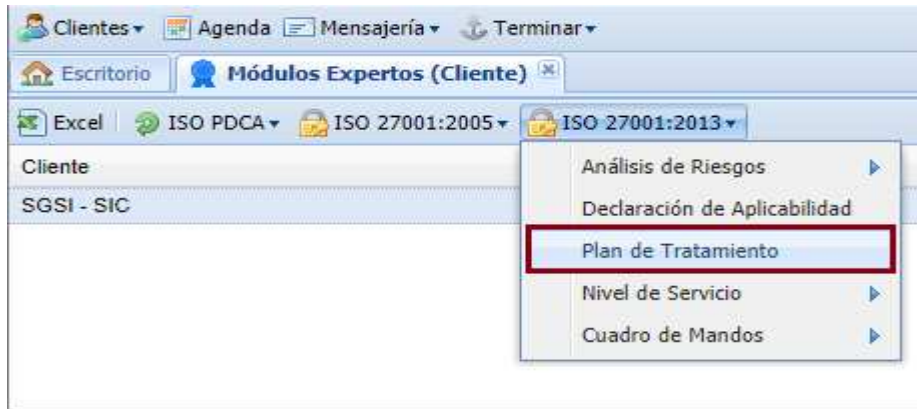 Clientes Agenda Mensajería Terminar
Escritorio Módulos Expertos (Cliente)
Excel ISO PDCA ISO 27001:2005 ISO 27001:2013
Cliente
SGSI - SIC
Análisis de Riesgos
Declaración de Aplicabilidad
Plan de Tratamiento
Nivel de Servicio
Cuadro de Mandos